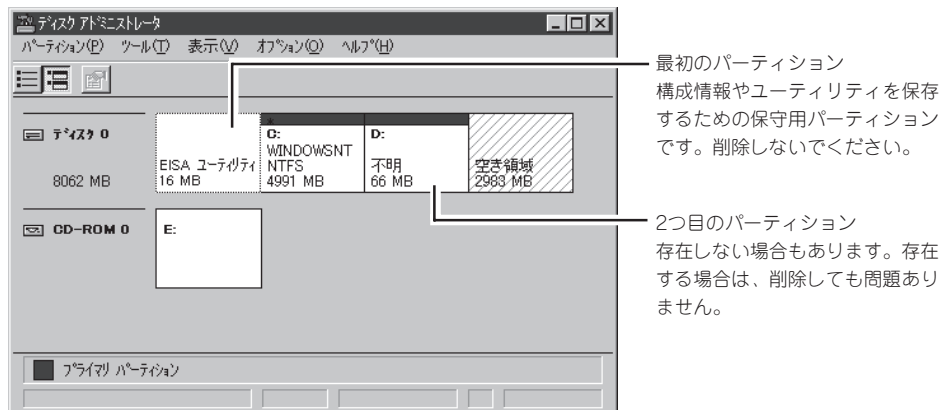 ﾃﾞｨｽｸ ｱﾄﾞﾐﾆｽﾄﾚｰﾀ
ﾊﾟｰﾃｨｼｮﾝ(P) ﾂｰﾙ(T) 表示(V) ｵﾌﾟｼｮﾝ(O) ﾍﾙﾌﾟ(H)
ﾃﾞｨｽｸ 0
8062 MB
EISA ﾕｰﾃｨﾘﾃｨ
16 MB
C:
WINDOWSNT
NTFS
4991 MB
D:
不明
66 MB
空き領域
2983 MB
CD-ROM 0
E:
ﾌﾟﾗｲﾏﾘ ﾊﾟｰﾃｨｼｮﾝ
最初のパーティション
構成情報やユーティリティを保存
するための保守用パーティション
です。削除しないでください。
2つ目のパーティション
存在しない場合もあります。存在
する場合は、削除しても問題あり
ません。